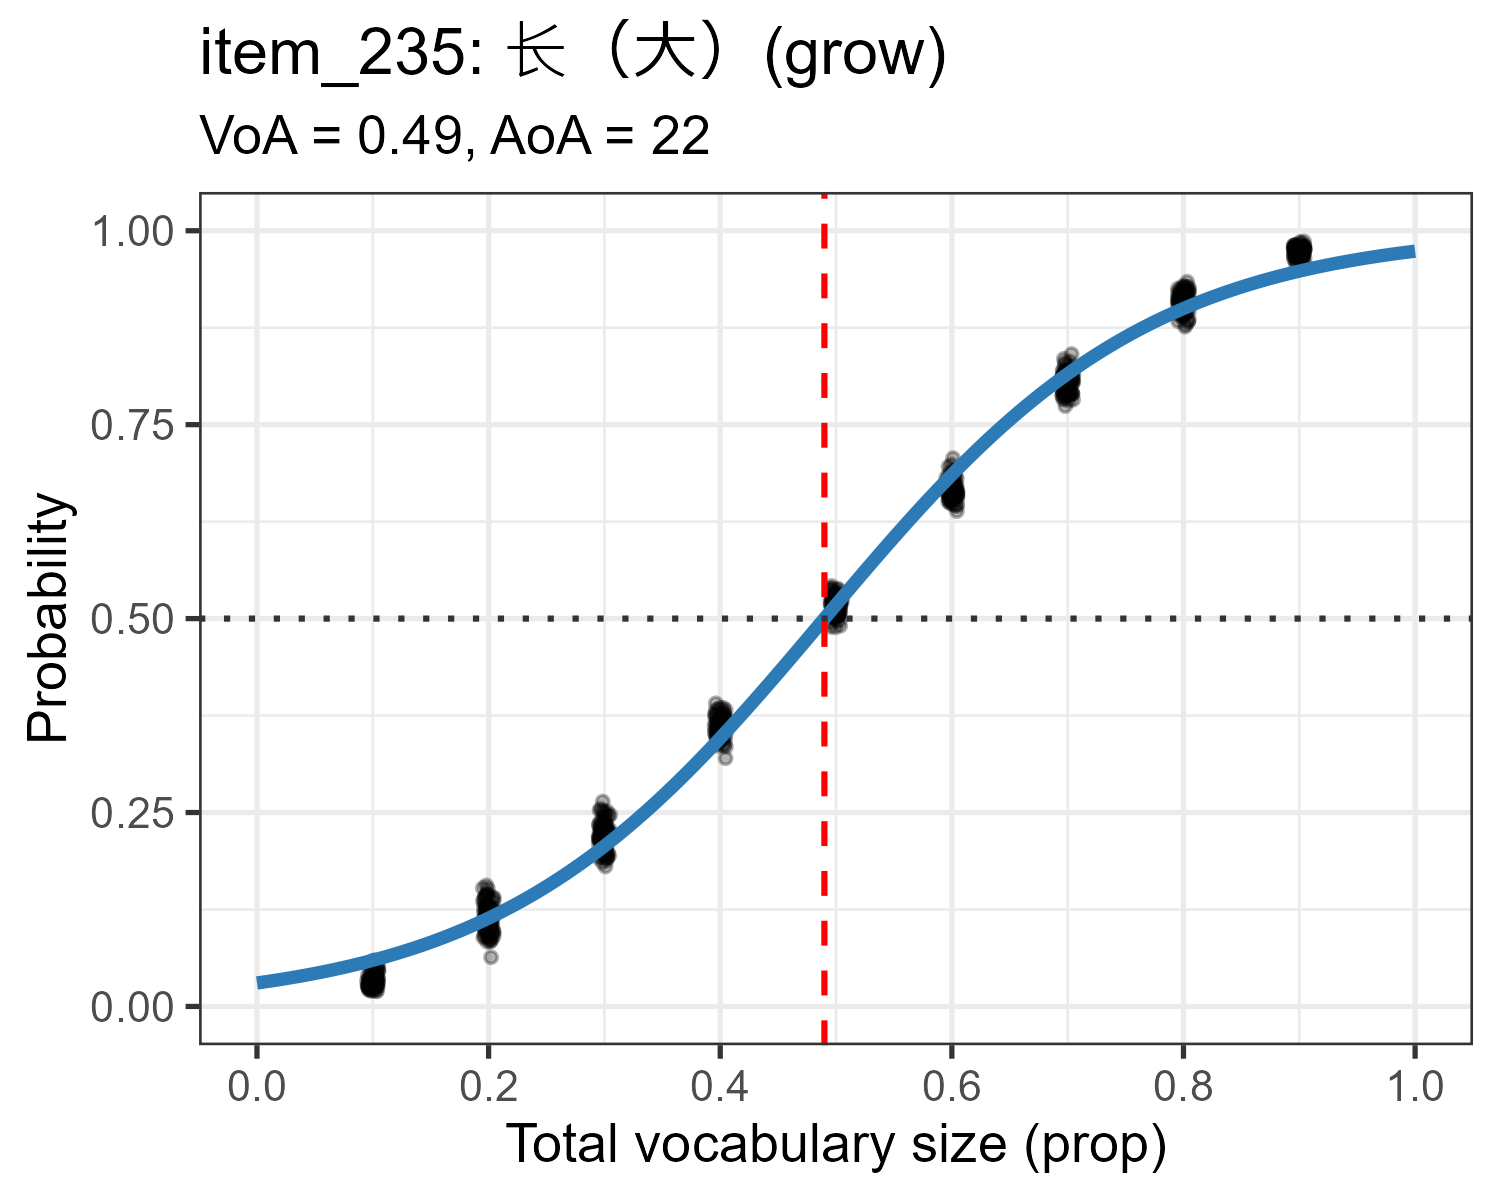 item_235: 长（大）(grow)
VoA = 0.49, AoA = 22
1.00
0.75
0.50
0.25
0.00
Probability
0.0 0.2 0.4 0.6 0.8 1.0
Total vocabulary size (prop)